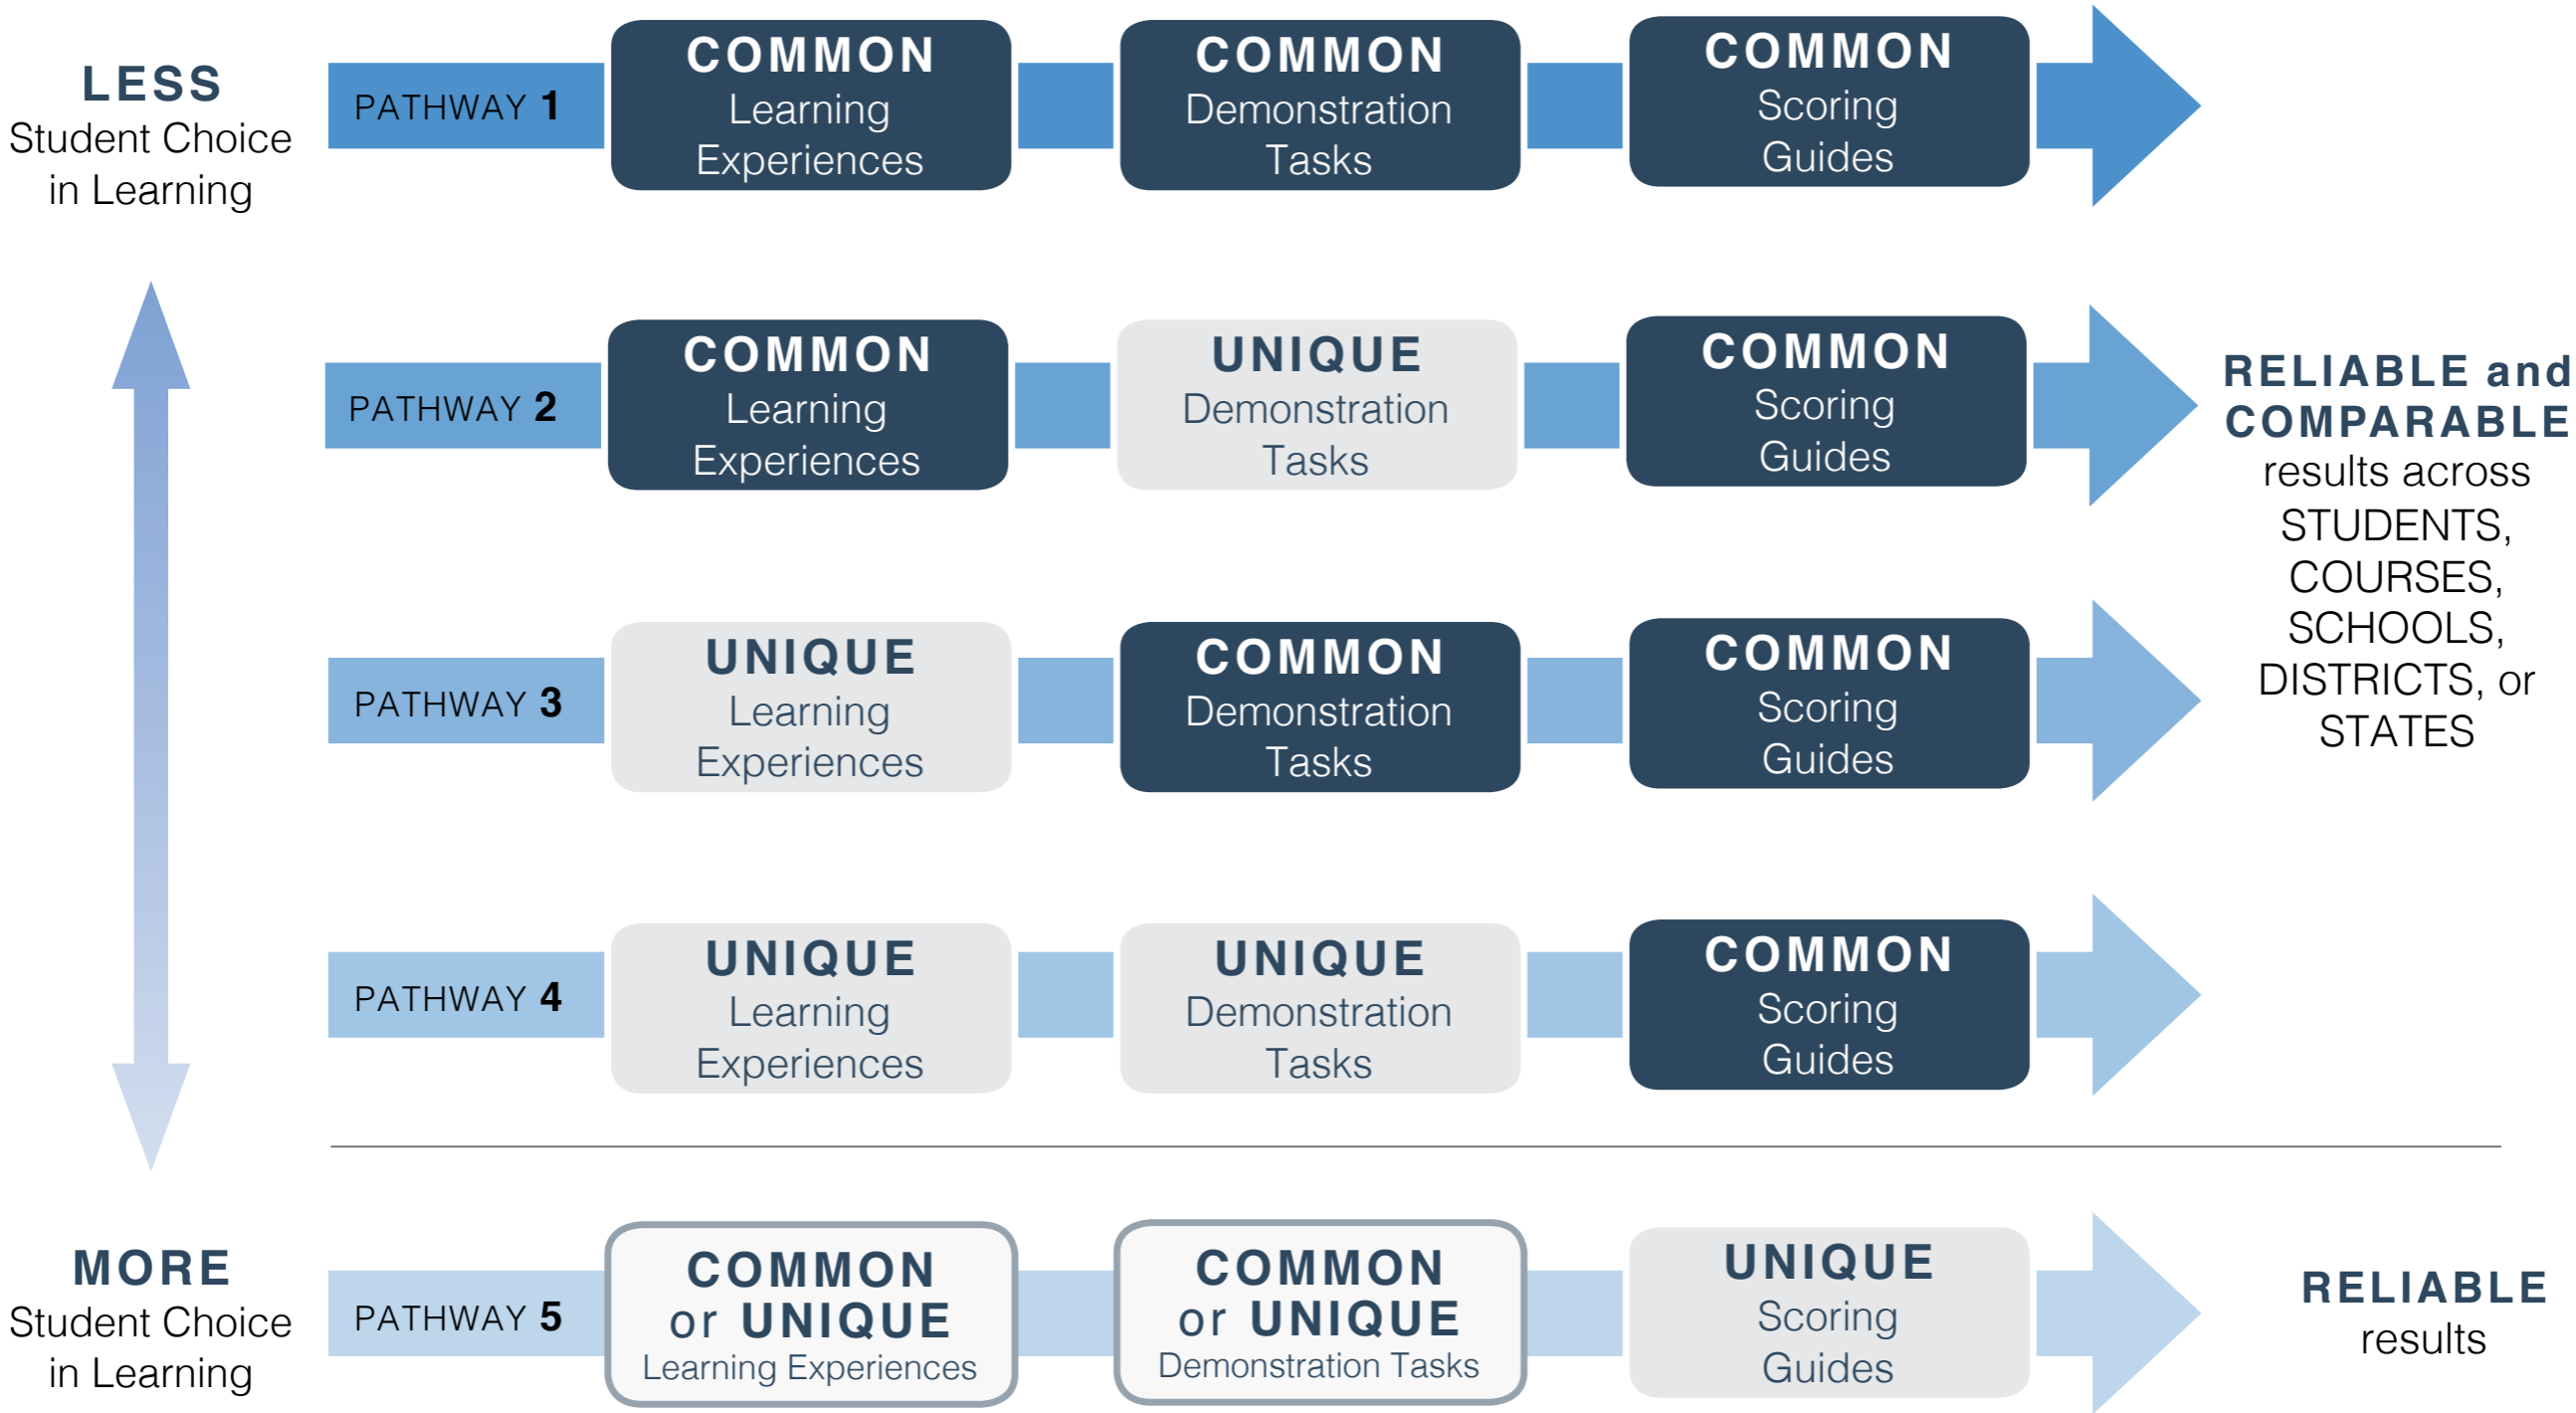 LESS
Student Choice
in Learning
PATHWAY 1
COMMON
Learning
Experiences
COMMON
Demonstration
Tasks
COMMON
Scoring
Guides
PATHWAY 2
COMMON
Learning
Experiences
UNIQUE
Demonstration
Tasks
COMMON
Scoring
Guides
PATHWAY 3
UNIQUE
Learning
Experiences
COMMON
Demonstration
Tasks
COMMON
Scoring
Guides
PATHWAY 4
UNIQUE
Learning
Experiences
UNIQUE
Demonstration
Tasks
COMMON
Scoring
Guides
RELIABLE and
COMPARABLE
results across
STUDENTS,
COURSES,
SCHOOLS,
DISTRICTS, or
STATES
MORE
Student Choice
in Learning
PATHWAY 5
COMMON
or UNIQUE
Learning Experiences
COMMON
or UNIQUE
Demonstration Tasks
UNIQUE
Scoring
Guides
RELIABLE
results